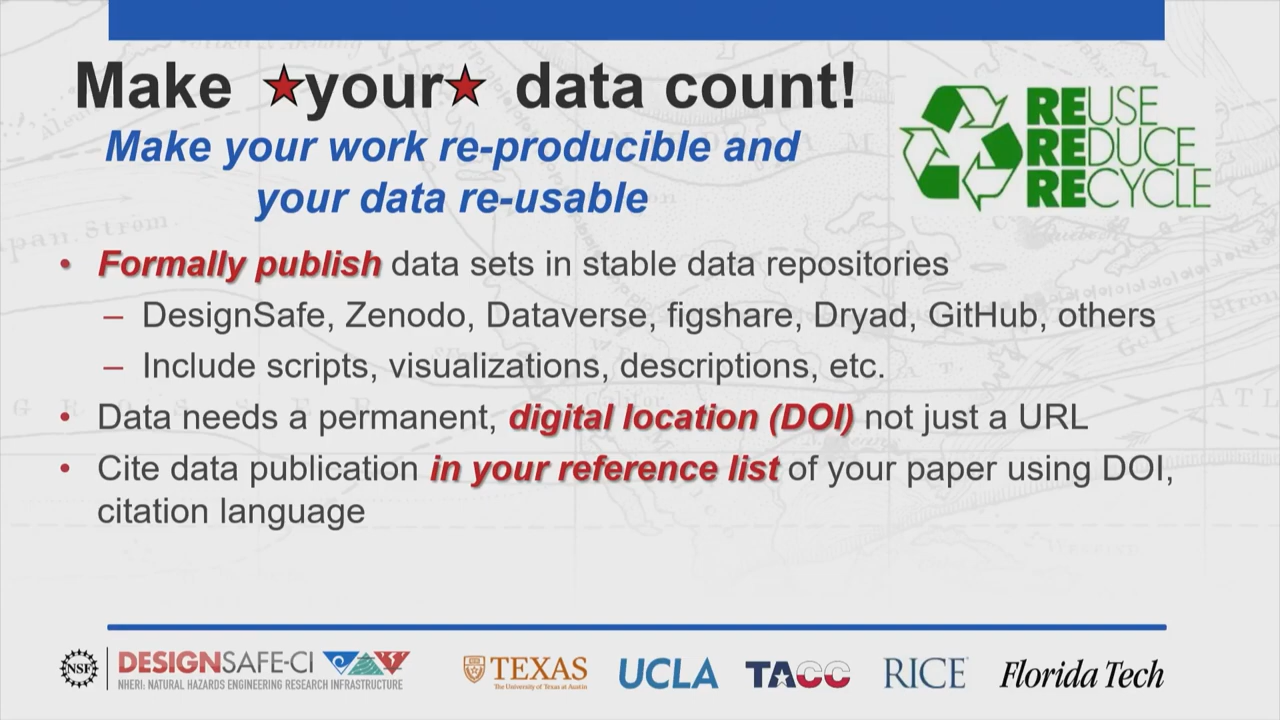 Make ★your★ data count!
Make your work re-producible and
your data re-usable
REUSE
REDUCE
RECYCLE
• Formally publish data sets in stable data repositories
– DesignSafe, Zenodo, Dataverse, figshare, Dryad, GitHub, others
– Include scripts, visualizations, descriptions, etc.
• Data needs a permanent, digital location (DOI) not just a URL
• Cite data publication in your reference list of your paper using DOI,
citation language
NSF
DESIGNSAFE-CI
NHERI: NATURAL HAZARDS ENGINEERING RESEARCH INFRASTRUCTURE
TEXAS
The University of Texas at Austin
UCLA
TACC
RICE
Florida Tech